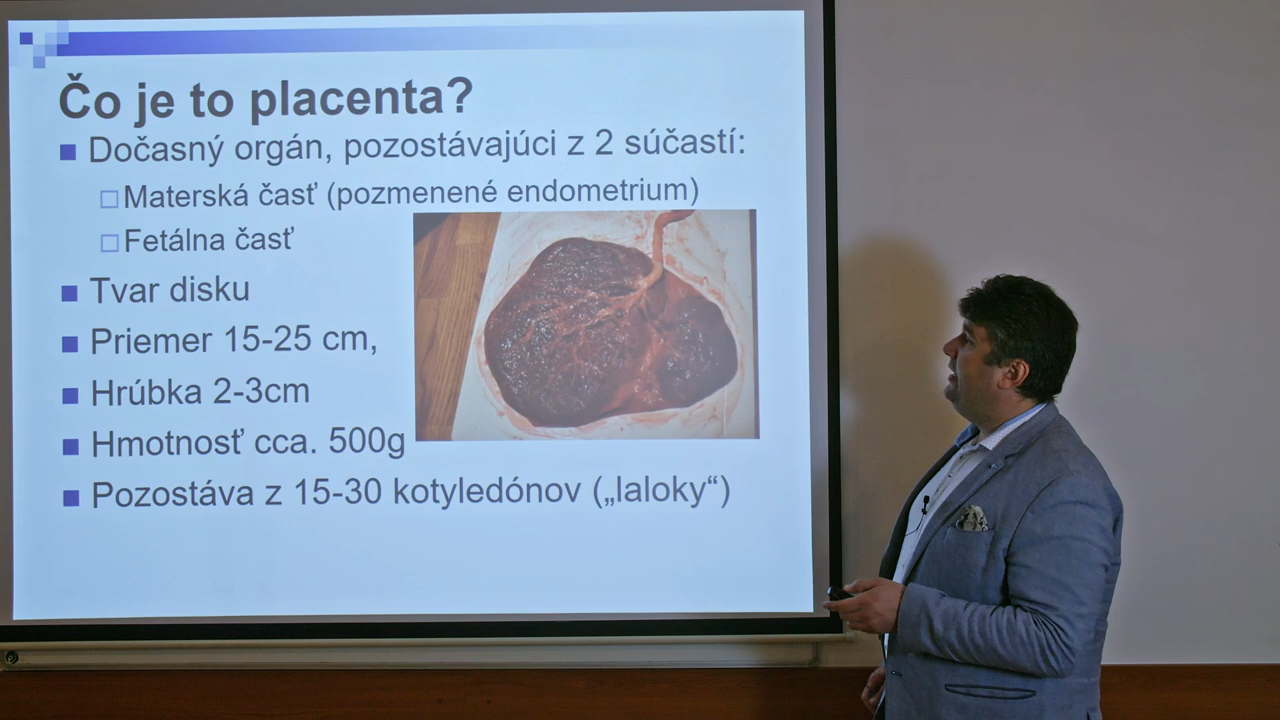 Čo je to placenta?
Dočasný orgán, pozostávajúci z 2 súčastí:
Materská časť (pozmenené endometrium)
Fetálna časť
Tvar disku
Priemer 15-25 cm,
Hrúbka 2-3cm
Hmotnosť cca. 500g
Pozostáva z 15-30 kotyledónov („laloky“)